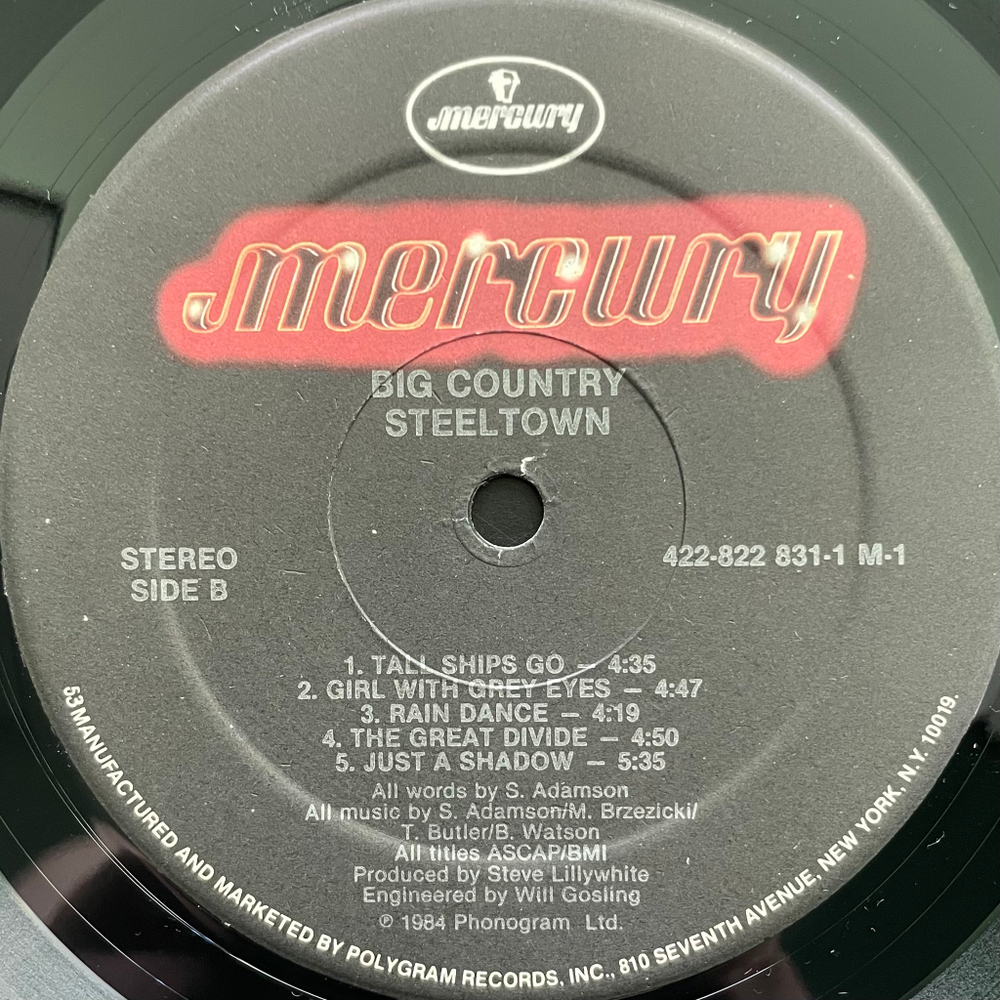 mercury
mercury
BIG COUNTRY
STEELTOWN
STEREO
SIDE B
422-822 831-1 M-1
1. TALL SHIPS GO — 4:35
2. GIRL WITH GREY EYES — 4:47
3. RAIN DANCE — 4:19
4. THE GREAT DIVIDE — 4:50
5. JUST A SHADOW — 5:35
All words by S. Adamson
All music by S. Adamson/M. Brzezicki/
T. Butler/B. Watson
All titles ASCAP/BMI
Produced by Steve Lillywhite
Engineered by Will Gosling
℗ 1984 Phonogram Ltd.
53 MANUFACTURED AND MARKETED BY POLYGRAM RECORDS, INC., 810 SEVENTH AVENUE, NEW YORK, N.Y. 10019.